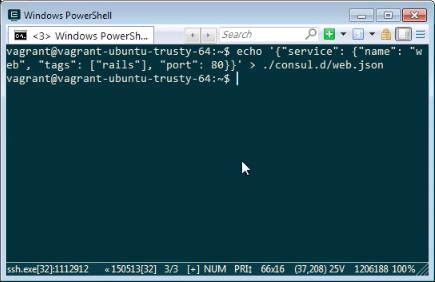 Windows PowerShell
<3> Windows PowerSh...
Search
vagrant@vagrant-ubuntu-trusty-64:~$ echo '{"service": {"name": "w
eb", "tags": ["rails"], "port": 80}}' > ./consul.d/web.json
vagrant@vagrant-ubuntu-trusty-64:~$
ssh.exe[32]:1112912 « 150513[32] 3/3 [+] NUM PRI‡ 66x16 (37,208) 25V 1206188 100%